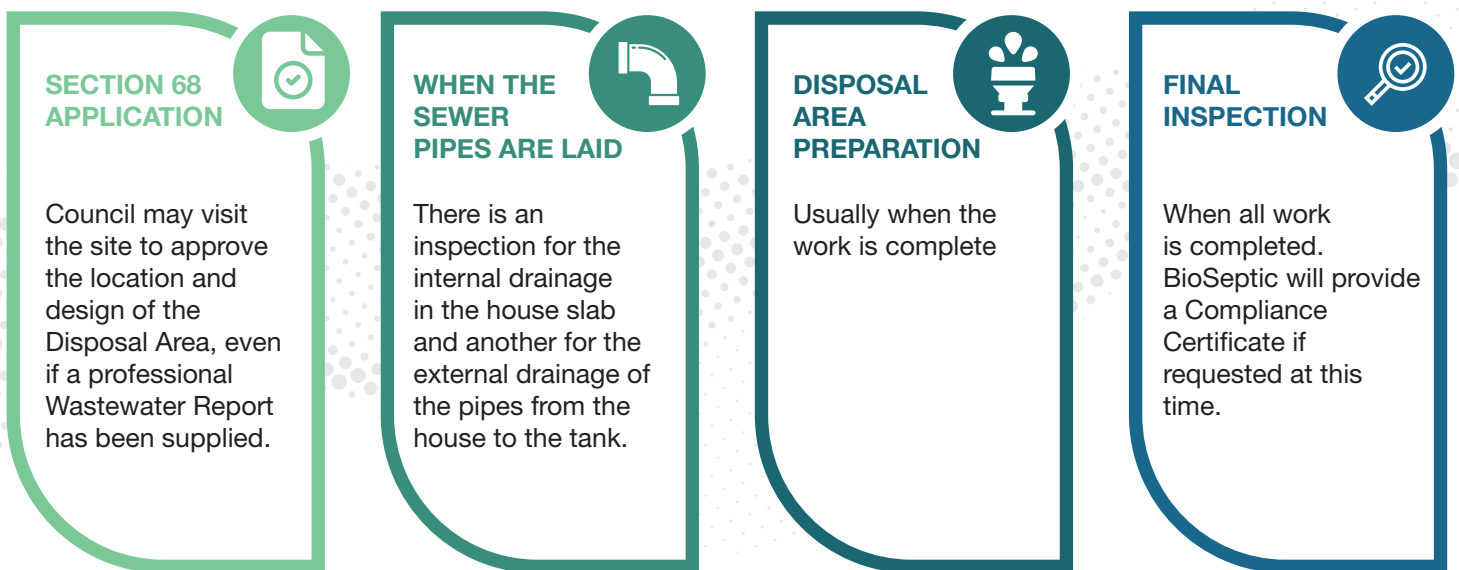 SECTION 68
APPLICATION
Council may visit
the site to approve
the location and
design of the
Disposal Area, even
if a professional
Wastewater Report
has been supplied.
WHEN THE
SEWER
PIPES ARE LAID
There is an
inspection for the
internal drainage
in the house slab
and another for the
external drainage of
the pipes from the
house to the tank.
DISPOSAL
AREA
PREPARATION
Usually when the
work is complete
FINAL
INSPECTION
When all work
is completed.
BioSeptic will provide
a Compliance
Certificate if
requested at this
time.